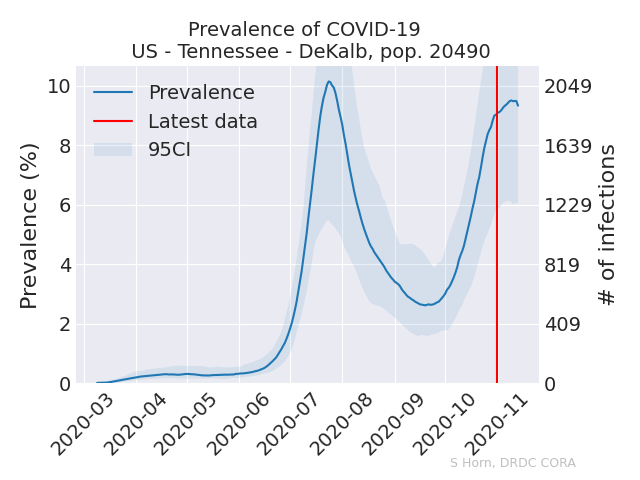 Prevalence of COVID-19
US - Tennessee - DeKalb, pop. 20490
Prevalence
Latest data
95CI
Prevalence (%)
10
8
6
4
2
0
2049
1639
1229
819
409
0
# of infections
2020-03
2020-04
2020-05
2020-06
2020-07
2020-08
2020-09
2020-10
2020-11
S Horn, DRDC CORA